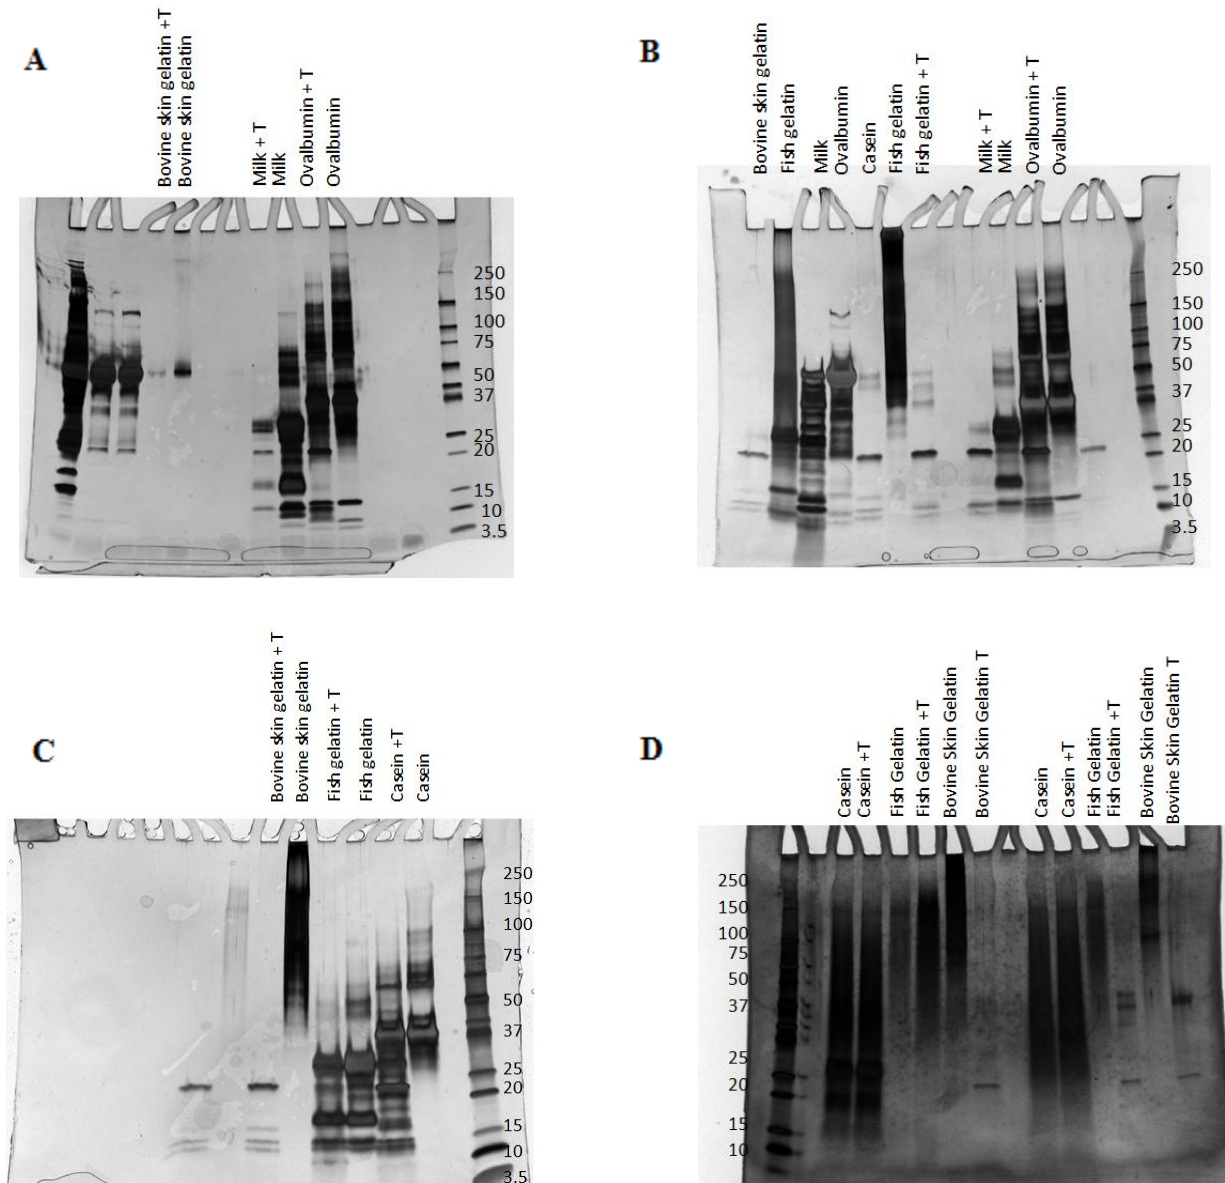 A
Bovine skin gelatin +T
Bovine skin gelatin
Milk + T
Milk
Ovalbumin + T
Ovalbumin
250
150
100
75
50
37
25
20
15
10
3.5
B
Bovine skin gelatin
Fish gelatin
Milk
Ovalbumin
Casein
Fish gelatin
Fish gelatin + T
Milk + T
Milk
Ovalbumin + T
Ovalbumin
250
150
100
75
50
37
25
20
15
10
3.5
C
Bovine skin gelatin + T
Bovine skin gelatin
Fish gelatin + T
Fish gelatin
Casein +T
Casein
250
150
100
75
50
37
25
20
15
10
3.5
D
Casein
Casein +T
Fish Gelatin
Fish Gelatin +T
Bovine Skin Gelatin
Bovine Skin Gelatin T
Casein
Casein +T
Fish Gelatin
Fish Gelatin +T
Bovine Skin Gelatin
Bovine Skin Gelatin T
250
150
100
75
50
37
25
20
15
10